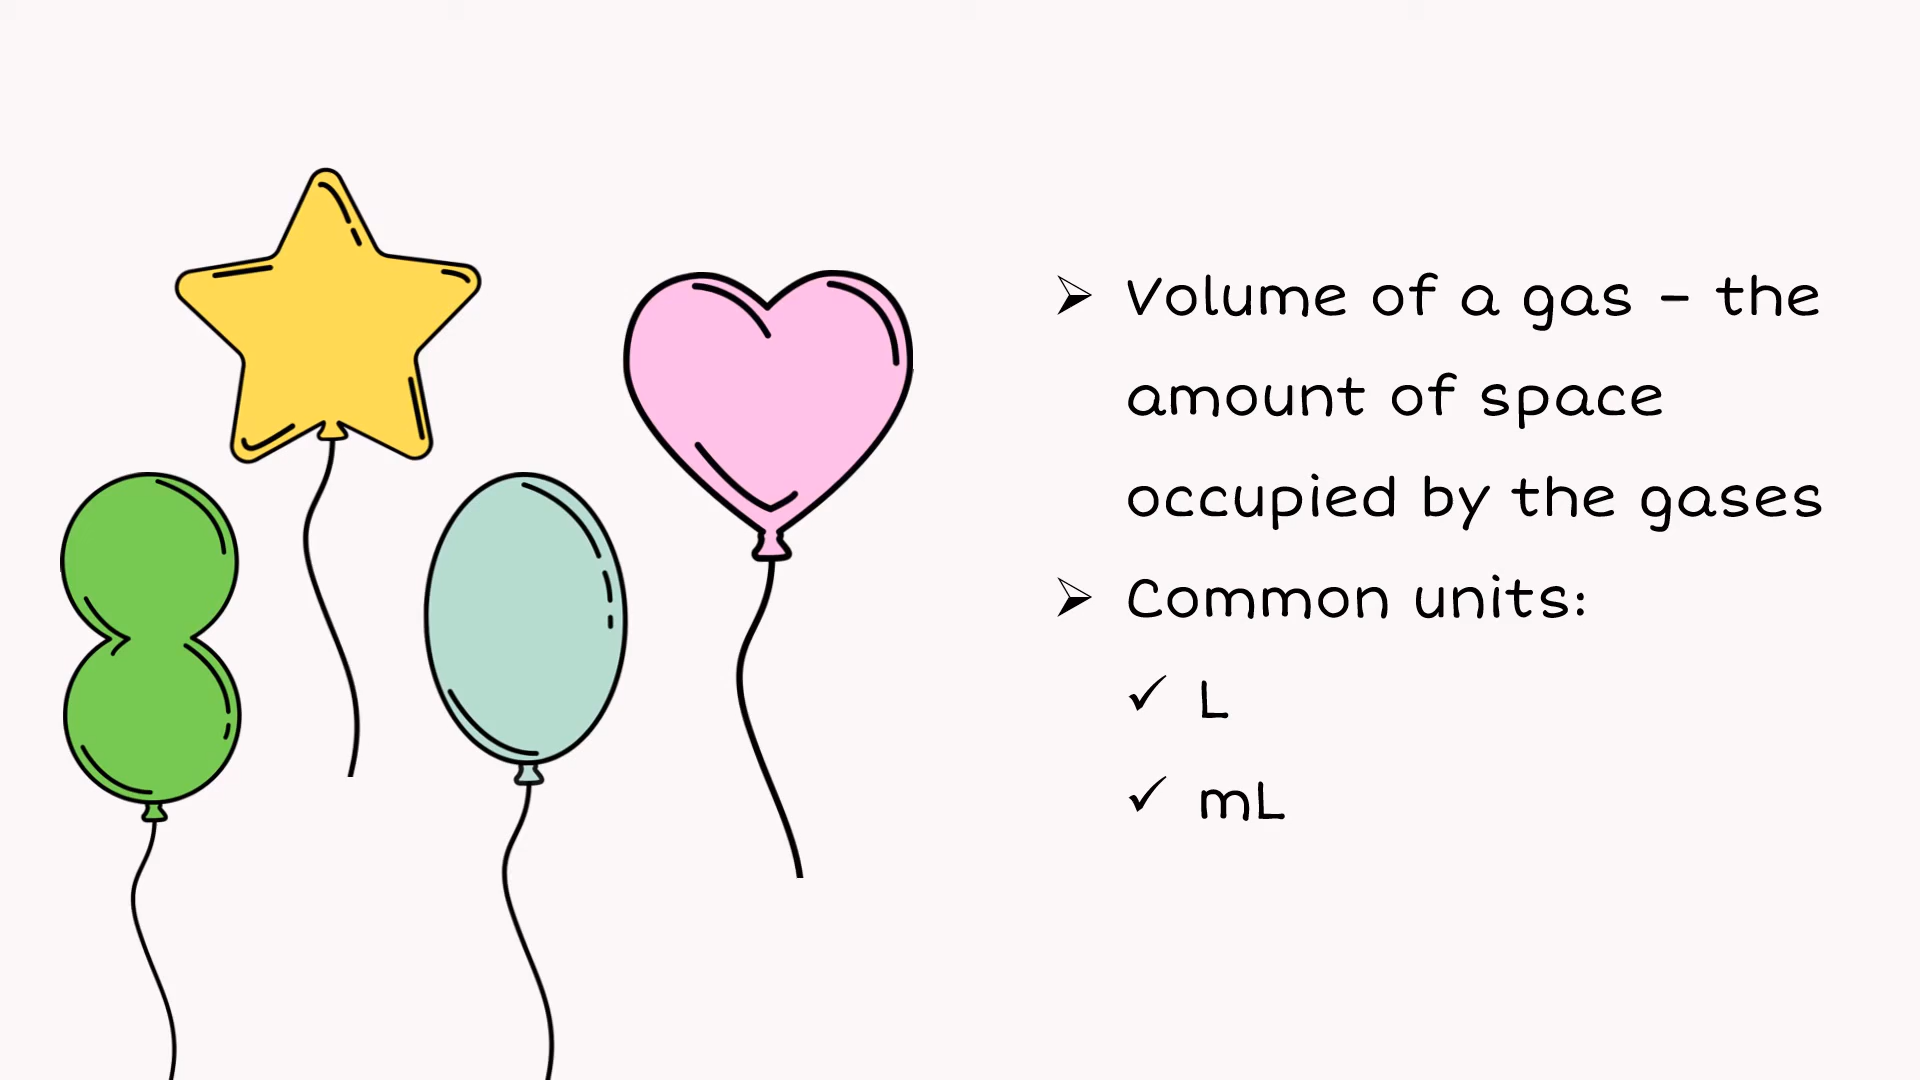 ➢ Volume of a gas – the
amount of space
occupied by the gases
➢ Common units:
✓ L
✓ mL